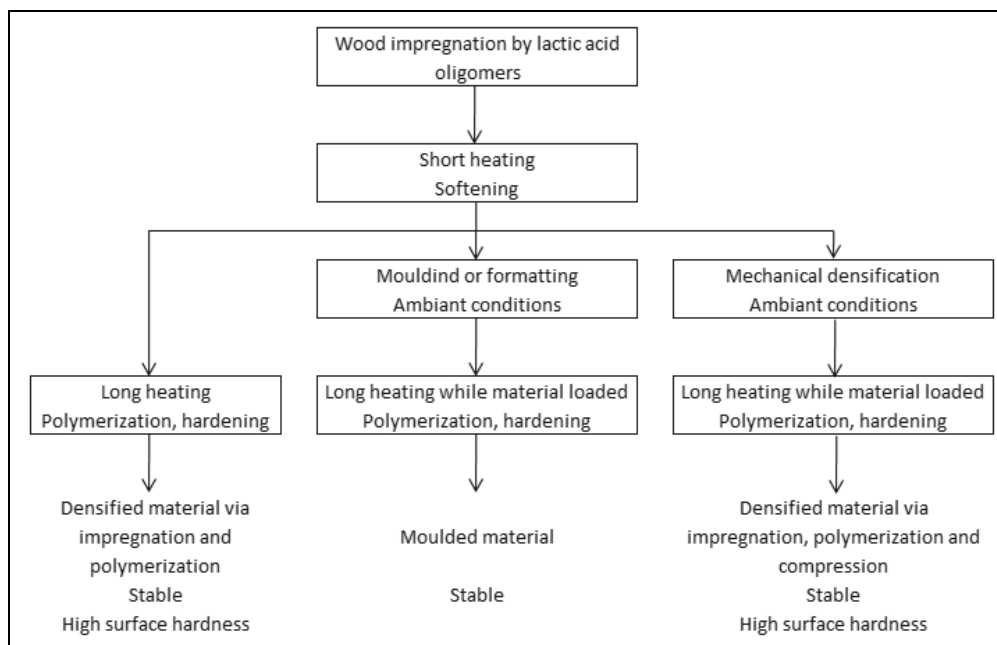 Wood impregnation by lactic acid
oligomers
Short heating
Softening
Mouldind or formatting
Ambiant conditions
Mechanical densification
Ambiant conditions
Long heating
Polymerization, hardening
Long heating while material loaded
Polymerization, hardening
Long heating while material loaded
Polymerization, hardening
Densified material via
impregnation and
polymerization
Stable
High surface hardness
Moulded material
Stable
Densified material via
impregnation, polymerization and
compression
Stable
High surface hardness